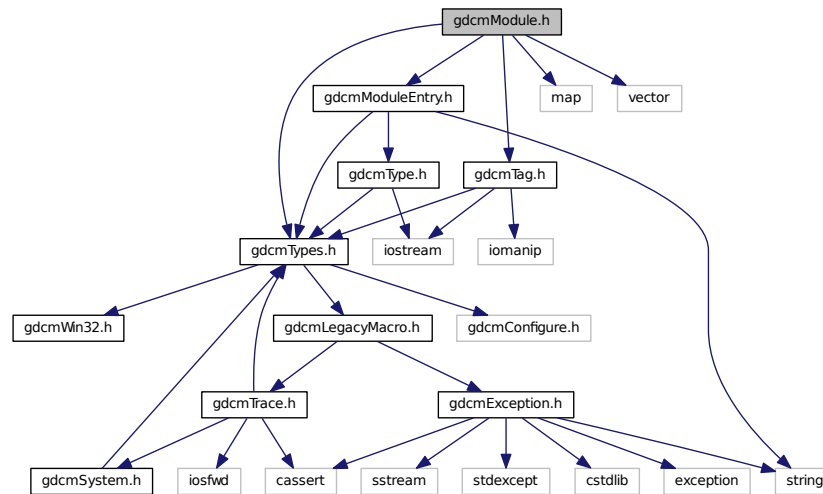 gdcmModule.h
gdcmModuleEntry.h
map
vector
gdcmType.h
gdcmTag.h
gdcmTypes.h
iostream
iomanip
gdcmWin32.h
gdcmLegacyMacro.h
gdcmConfigure.h
gdcmTrace.h
gdcmException.h
gdcmSystem.h
iosfwd
cassert
sstream
stdexcept
cstdlib
exception
string